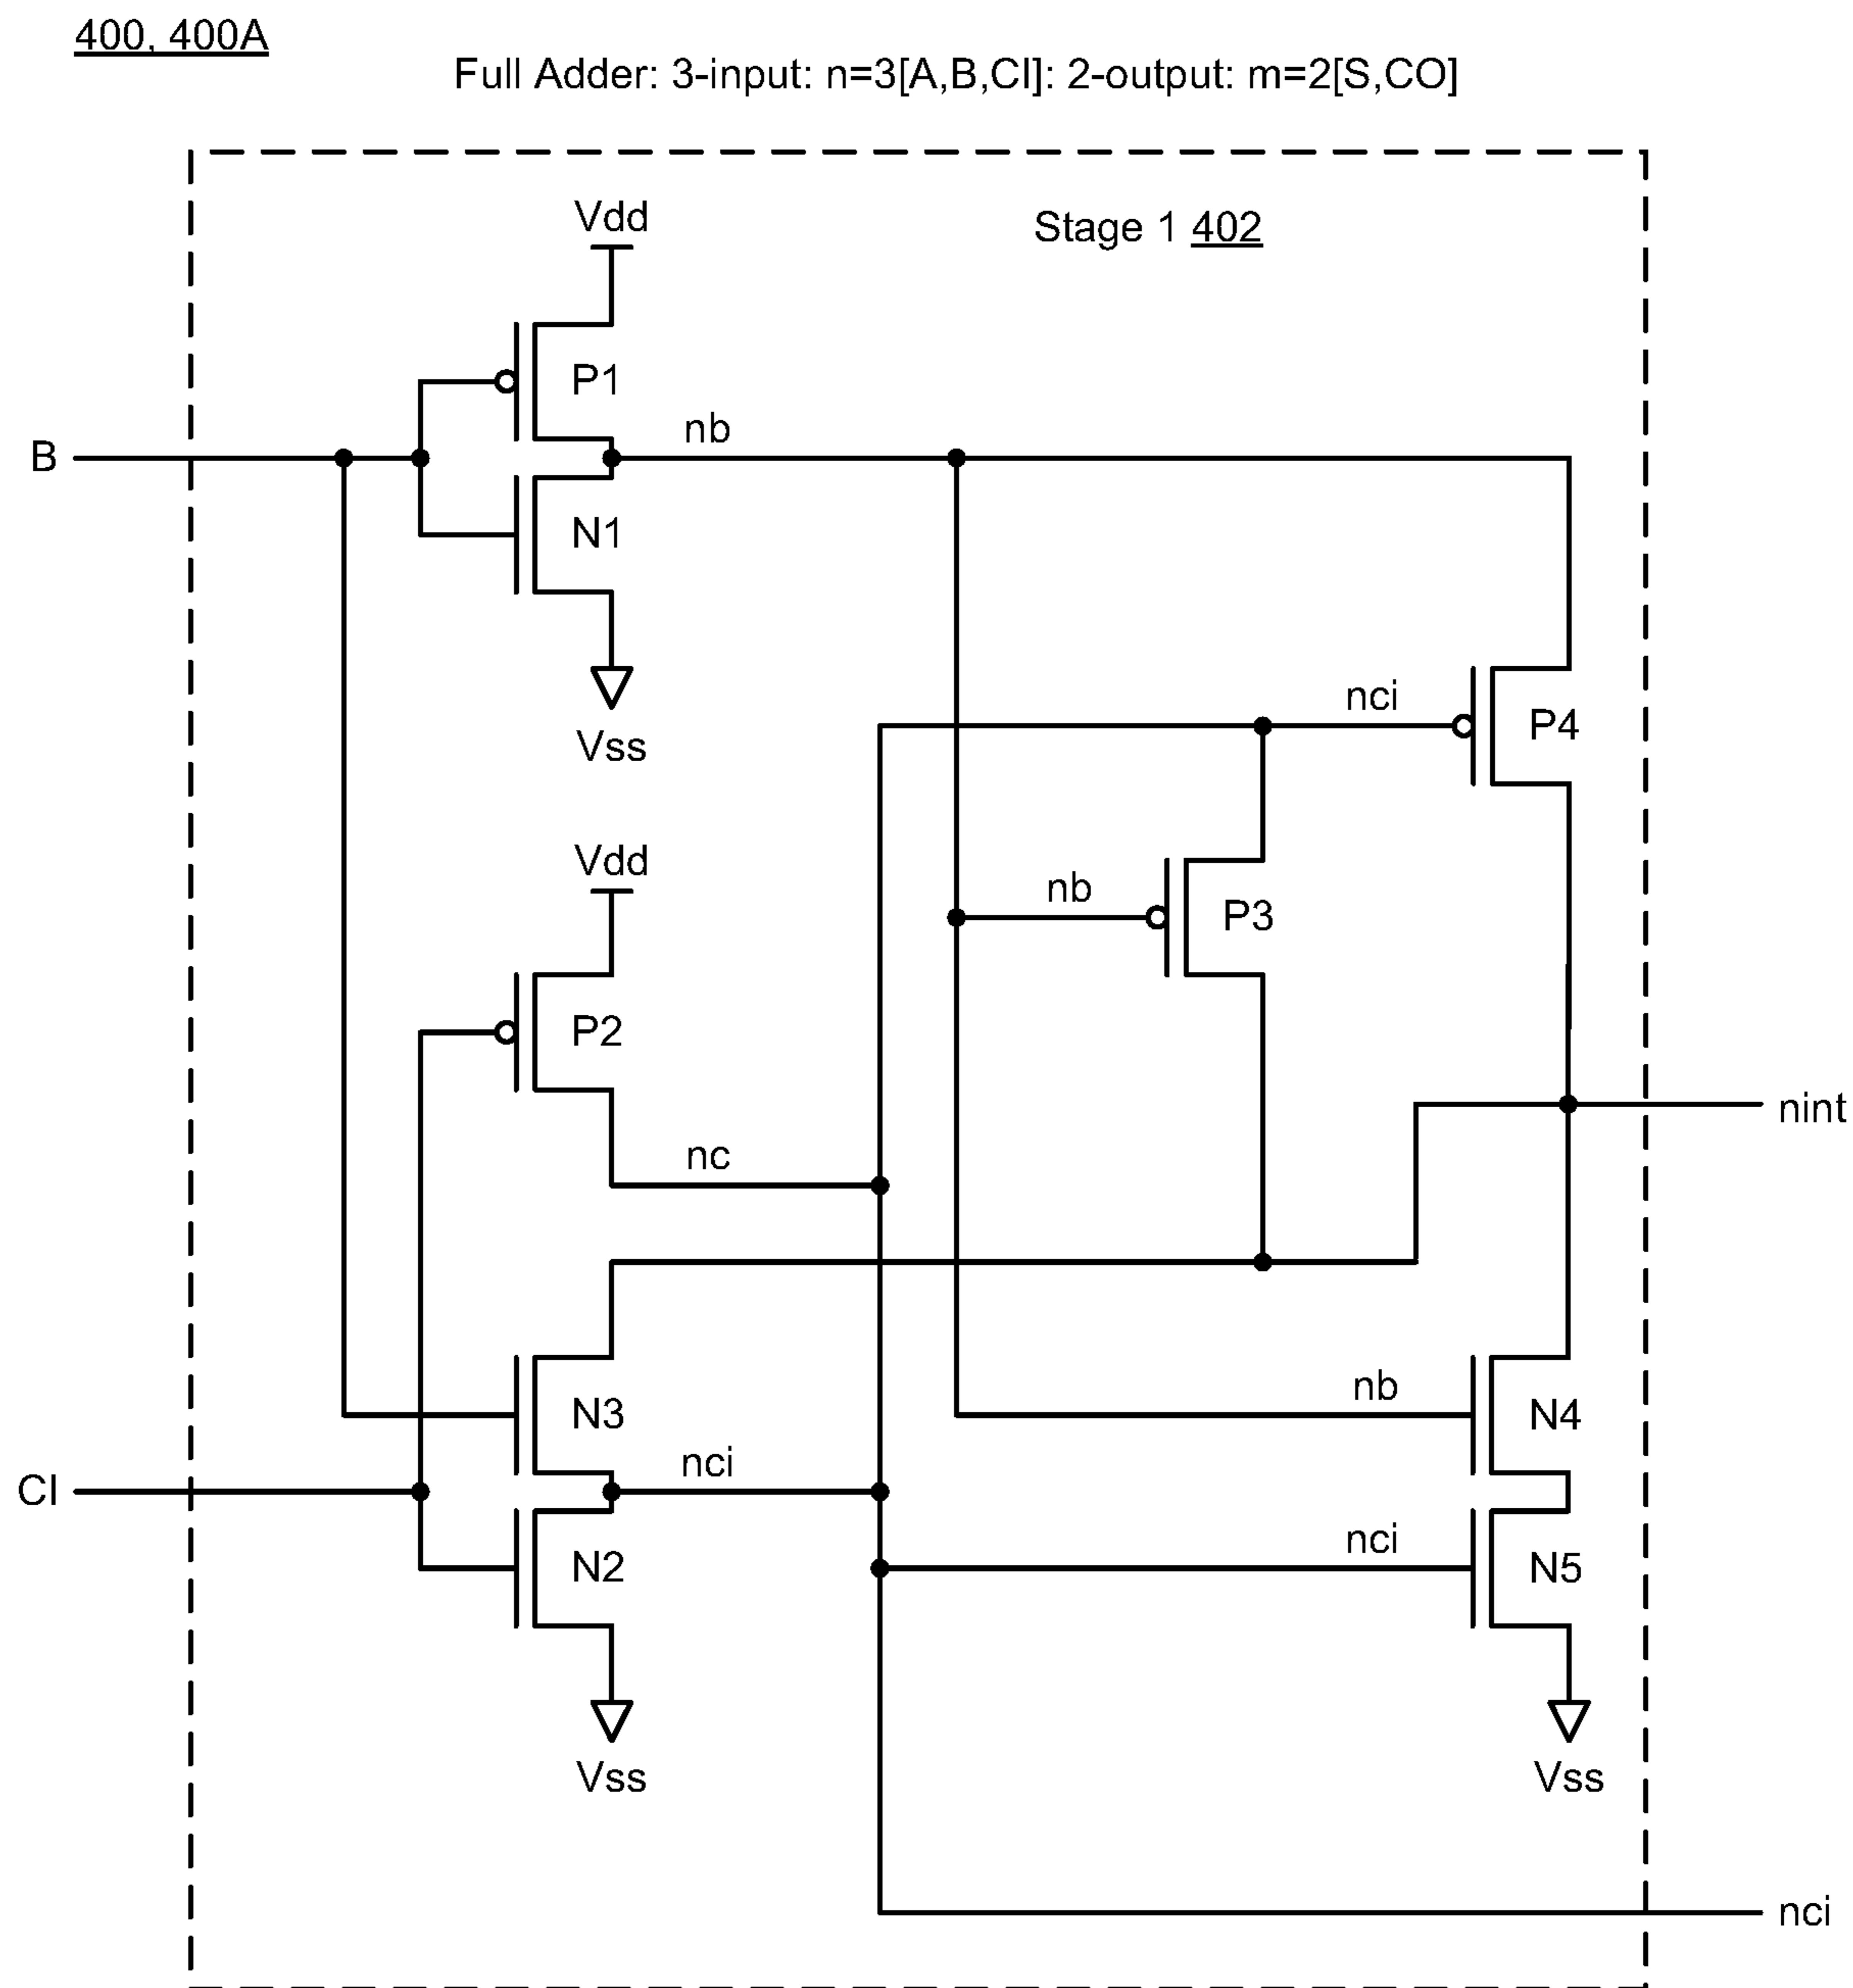 400, 400A
Full Adder: 3-input: n=3[A,B,CI]: 2-output: m=2[S,CO]
Vdd
Stage 1 402
P1
nb
B
N1
nci
P4
Vss
Vdd
nb
P3
P2
nint
nc
nb
N3
N4
nci
CI
nci
N2
N5
Vss
Vss
nci